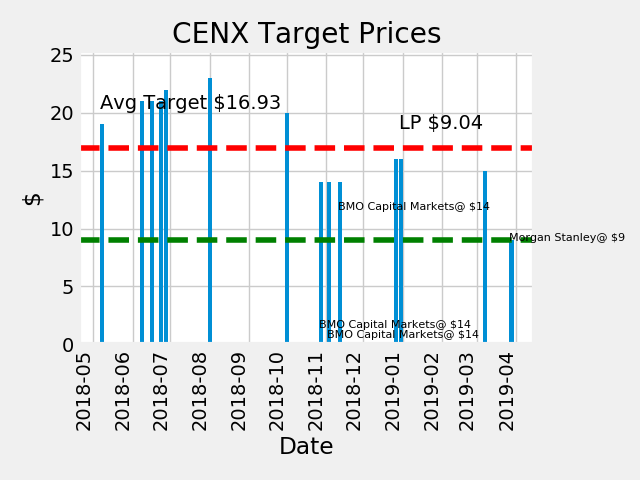 CENX Target Prices
25
Avg Target $16.93
20
LP $9.04
15
BMO Capital Markets@ $14
10
Morgan Stanley@ $9
$
5
BMO Capital Markets@ $14
BMO Capital Markets@ $14
0
2018-05
2018-06
2018-07
2018-08
2018-09
2018-10
2018-11
2018-12
2019-01
2019-02
2019-03
2019-04
Date